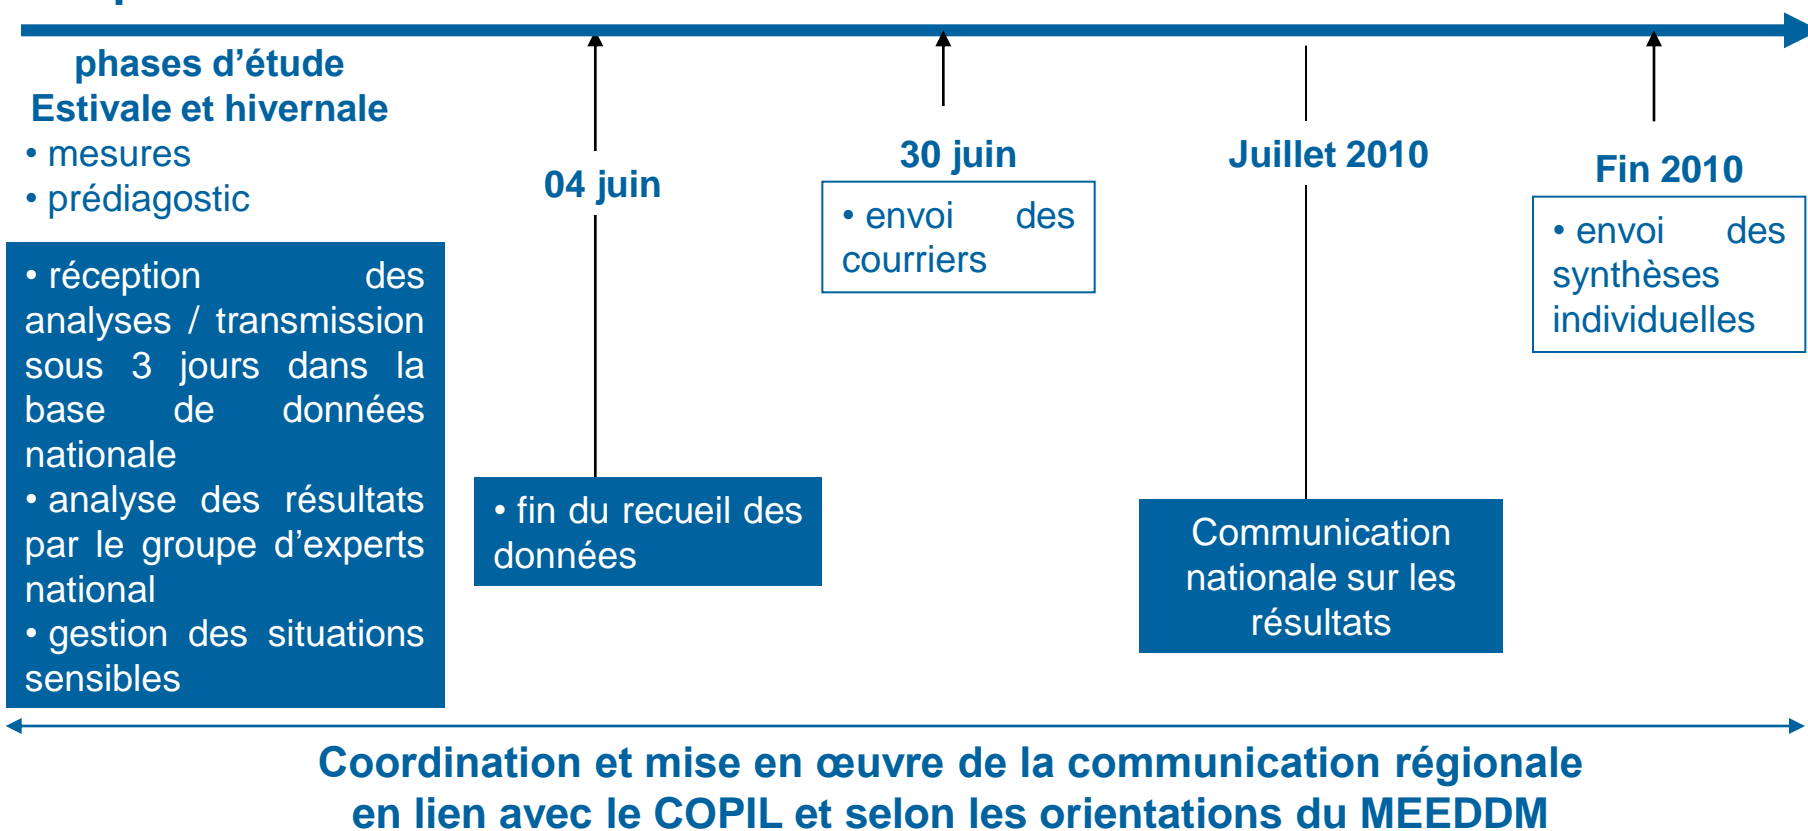 phases d’étude
Estivale et hivernale
• mesures
• prédiagostic
• réception des
analyses / transmission
sous 3 jours dans la
base de données
nationale
• analyse des résultats
par le groupe d’experts
national
• gestion des situations
sensibles
04 juin
• fin du recueil des
données
30 juin
• envoi des
courriers
Juillet 2010
Communication
nationale sur les
résultats
Fin 2010
• envoi des
synthèses
individuelles
Coordination et mise en œuvre de la communication régionale
en lien avec le COPIL et selon les orientations du MEEDDM